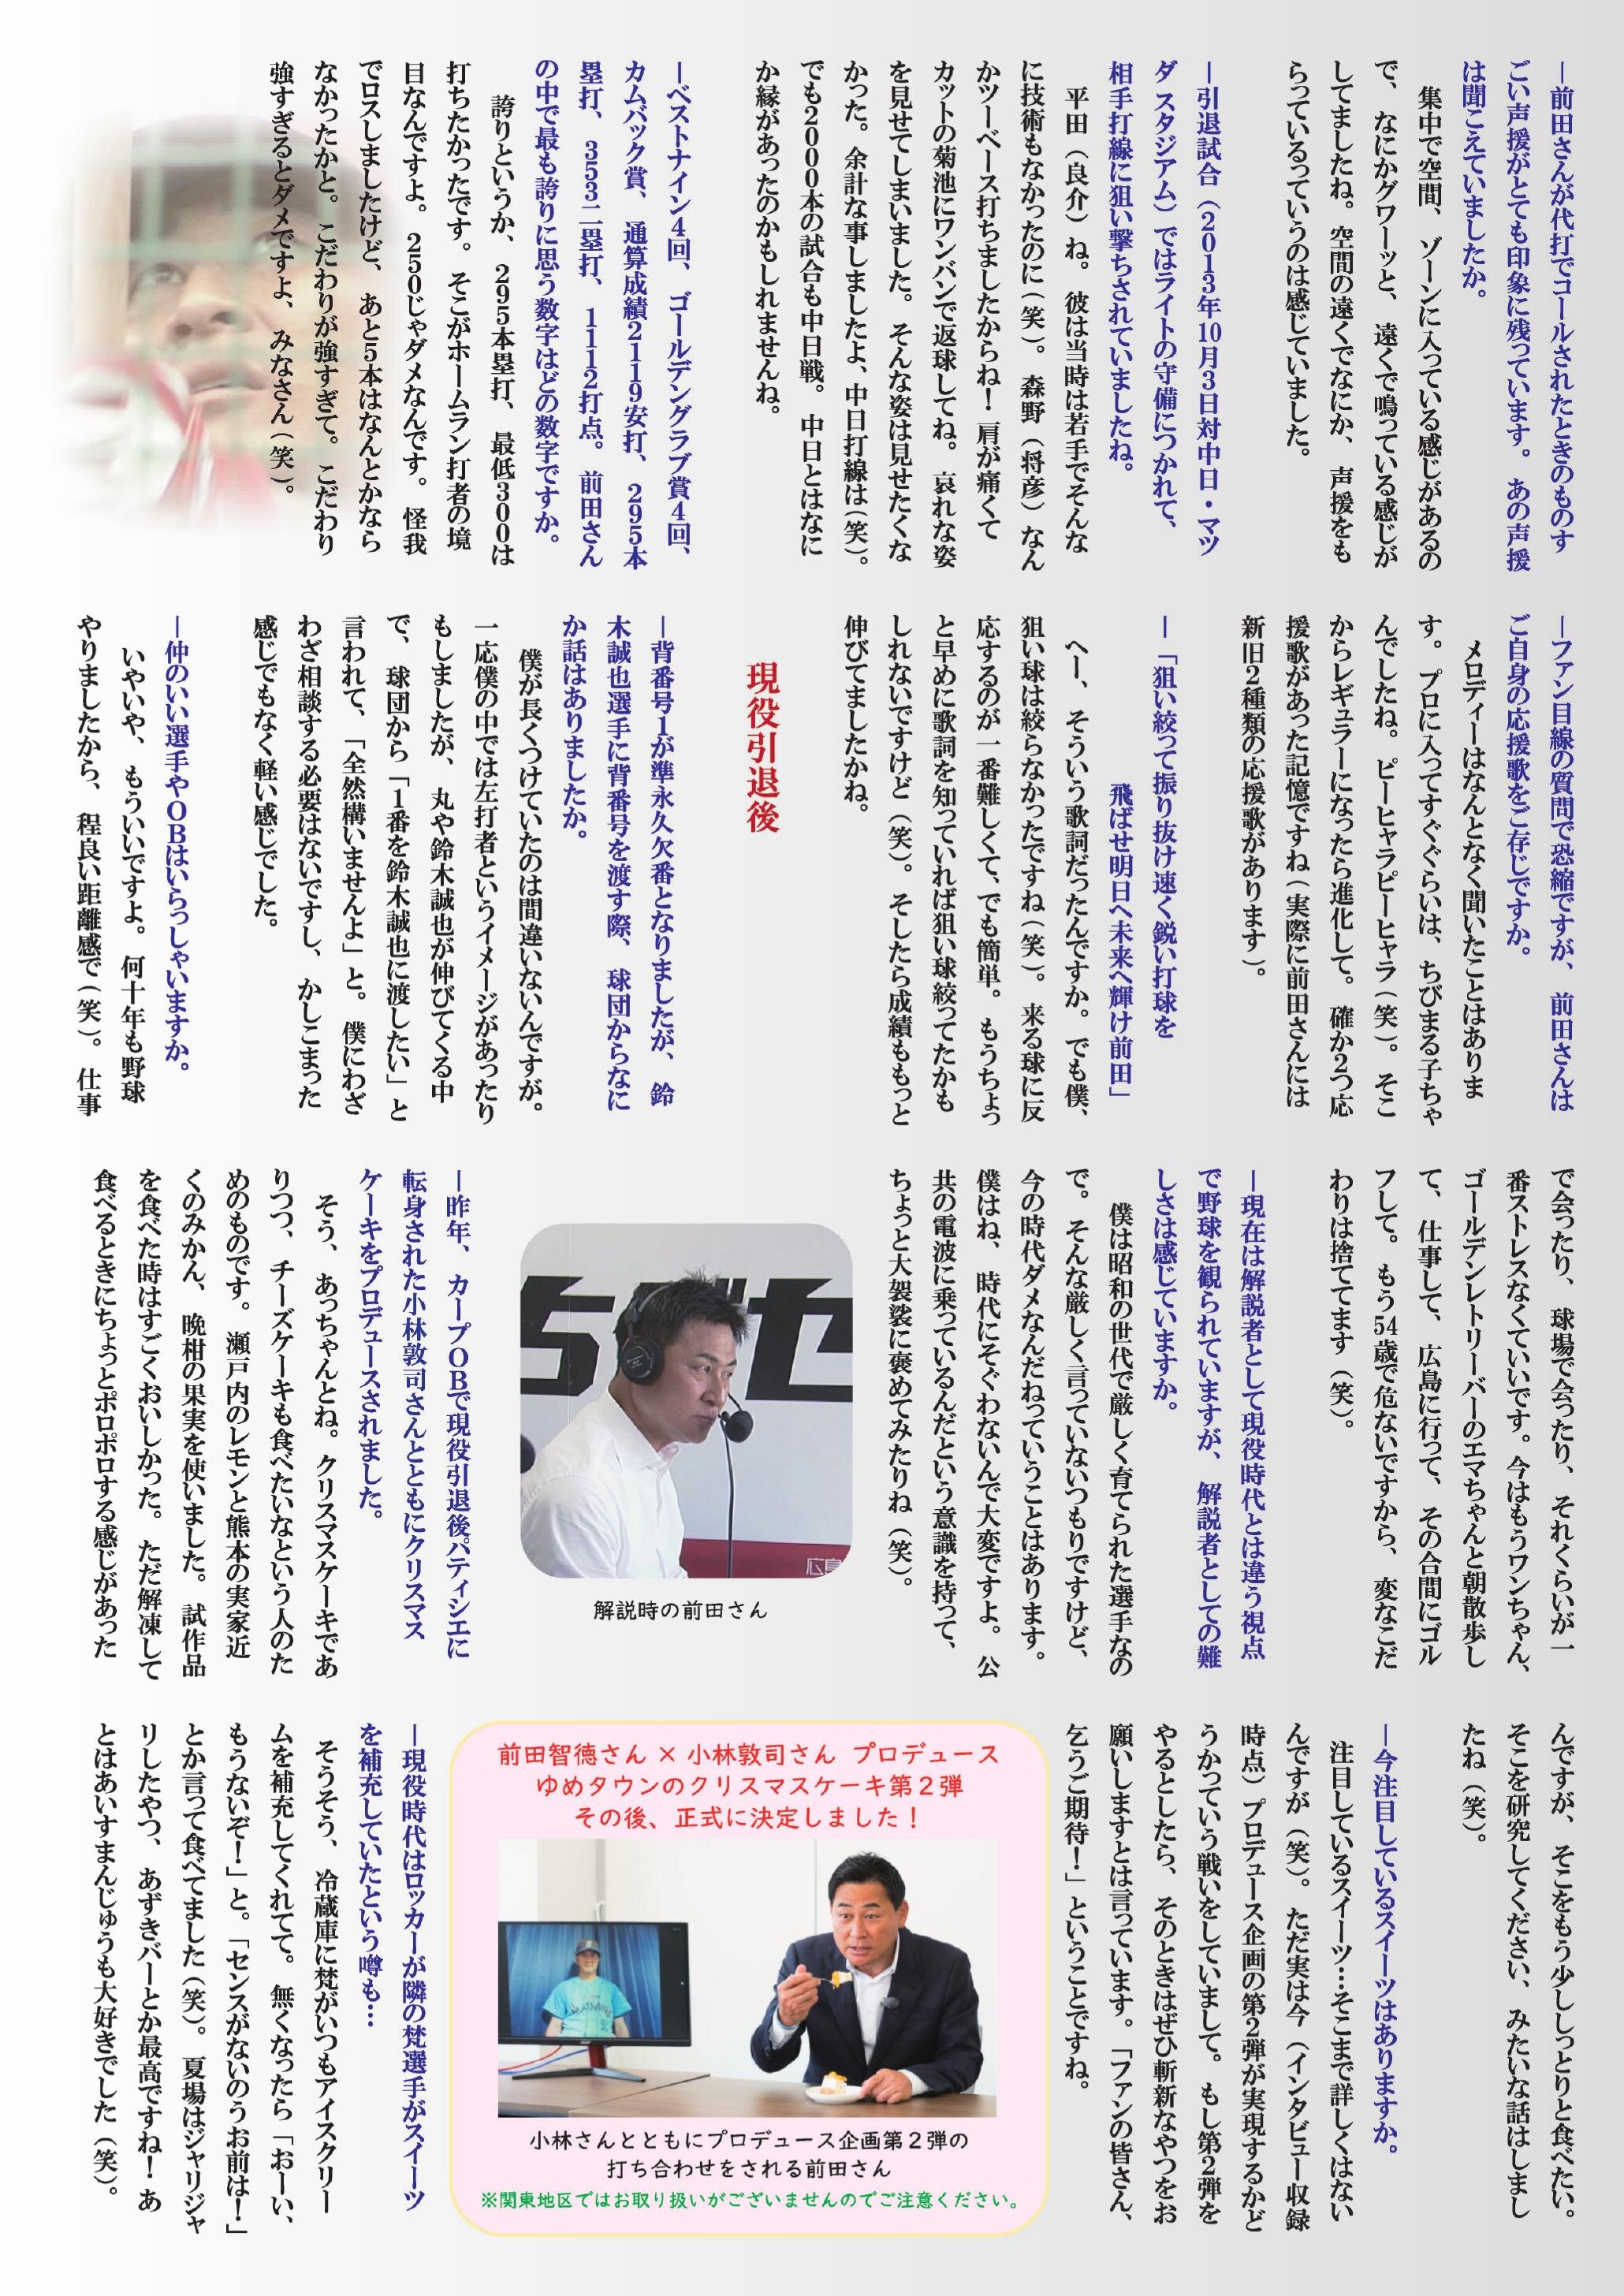 ―前田さんが代打でコールされたときのものす
ごい声援がとても印象に残っています。あの声援
は聞こえていましたか。
集中で空間、ゾーンに入っている感じがあるの
で、なにかグワーッと、遠くで鳴っている感じが
してましたね。空間の遠くでなにか、声援をも
らっているっていうのは感じていました。
―引退試合（2013年10月3日対中日・マツ
ダ スタジアム）ではライトの守備につかれて、
相手打線に狙い撃ちされていましたね。
平田（良介）ね。彼は当時は若手でそんな
に技術もなかったのに（笑）。森野（将彦）なん
かツーベース打ちましたからね！肩が痛くて
カットの菊池にワンバンで返球してね。哀れな姿
を見せてしまいました。そんな姿は見せたくな
かった。余計な事しましたよ、中日打線は（笑）。
でも2000本の試合も中日戦。中日とはなに
か縁があったのかもしれませんね。
―ベストナイン4回、ゴールデングラブ賞4回、
カムバック賞、通算成績2119安打、295本
塁打、353二塁打、1112打点。前田さん
の中で最も誇りに思う数字はどの数字ですか。
誇りというか、295本塁打、最低300は
打ちたかったです。そこがホームラン打者の境
目なんですよ。250じゃダメなんです。怪我
でロスしましたけど、あと5本はなんとかなら
なかったかと。こだわりが強すぎて。こだわり
強すぎるとダメですよ、みなさん（笑）。
―ファン目線の質問で恐縮ですが、前田さんは
ご自身の応援歌をご存じですか。
メロディーはなんとなく聞いたことはありま
す。プロに入ってすぐぐらいは、ちびまる子ちゃ
んでしたね。ピーヒャラピーヒャラ（笑）。そこ
からレギュラーになったら進化して。確か2つ応
援歌があった記憶ですね（実際に前田さんには
新旧2種類の応援歌があります）。
―「狙い絞って振り抜け速く鋭い打球を
飛ばせ明日へ未来へ輝け前田」
へー、そういう歌詞だったんですか。でも僕、
狙い球は絞らなかったですね（笑）。来る球に反
応するのが一番難しくて、でも簡単。もうちょっ
と早めに歌詞を知っていれば狙い球絞ってたかも
しれないですけど（笑）。そしたら成績ももっと
伸びてましたかね。
現役引退後
―背番号1が準永久欠番となりましたが、鈴
木誠也選手に背番号を渡す際、球団からなに
か話はありましたか。
僕が長くつけていたのは間違いないんですが。
一応僕の中では左打者というイメージがあったり
もしましたが、丸や鈴木誠也が伸びてくる中
で、球団から「1番を鈴木誠也に渡したい」と
言われて、「全然構いませんよ」と。僕にわざ
わざ相談する必要はないですし、かしこまった
感じでもなく軽い感じでした。
―仲のいい選手やOBはいらっしゃいますか。
いやいや、もういいですよ。何十年も野球
やりましたから、程良い距離感で（笑）。仕事
で会ったり、球場で会ったり、それくらいが一
番ストレスなくていいです。今はもうワンちゃん、
ゴールデンレトリーバーのエマちゃんと朝散歩し
て、仕事して、広島に行って、その合間にゴル
フして。もう54歳で危ないですから、変なこだ
わりは捨ててます（笑）。
―現在は解説者として現役時代とは違う視点
で野球を観られていますが、解説者としての難
しさは感じていますか。
僕は昭和の世代で厳しく育てられた選手なの
で。そんな厳しく言っていないつもりですけど、
今の時代ダメなんだねっていうことはあります。
僕はね、時代にそぐわないんで大変ですよ。公
共の電波に乗っているんだという意識を持って、
ちょっと大袈裟に褒めてみたりね（笑）。
広島
解説時の前田さん
―昨年、カープOBで現役引退後パティシエに
転身された小林敦司さんとともにクリスマス
ケーキをプロデュースされました。
そう、あっちゃんとね。クリスマスケーキであ
りつつ、チーズケーキも食べたいなという人のた
めのものです。瀬戸内のレモンと熊本の実家近
くのみかん、晩柑の果実を使いました。試作品
を食べた時はすごくおいしかった。ただ解凍して
食べるときにちょっとポロポロする感じがあった
んですが、そこをもう少ししっとりと食べたい。
そこを研究してください、みたいな話はしまし
たね（笑）。
―今注目しているスイーツはありますか。
注目しているスイーツ…そこまで詳しくはない
んですが（笑）。ただ実は今（インタビュー収録
時点）プロデュース企画の第2弾が実現するかど
うかっていう戦いをしていまして。もし第2弾を
やるとしたら、そのときはぜひ斬新なやつをお
願いしますとは言っています。「ファンの皆さん、
乞うご期待！」ということですね。
前田智徳さん × 小林敦司さん プロデュース
ゆめタウンのクリスマスケーキ第２弾
その後、正式に決定しました！
小林さんとともにプロデュース企画第２弾の
打ち合わせをされる前田さん
※関東地区ではお取り扱いがございませんのでご注意ください。
―現役時代はロッカーが隣の梵選手がスイーツ
を補充していたという噂も…
そうそう、冷蔵庫に梵がいつもアイスクリー
ムを補充してくれてて。無くなったら「おーい、
もうないぞ！」と。「センスがないのうお前は！」
とか言って食べてました（笑）。夏場はジャリジャ
リしたやつ、あずきバーとか最高ですね！あ
とはあいすまんじゅうも大好きでした（笑）。